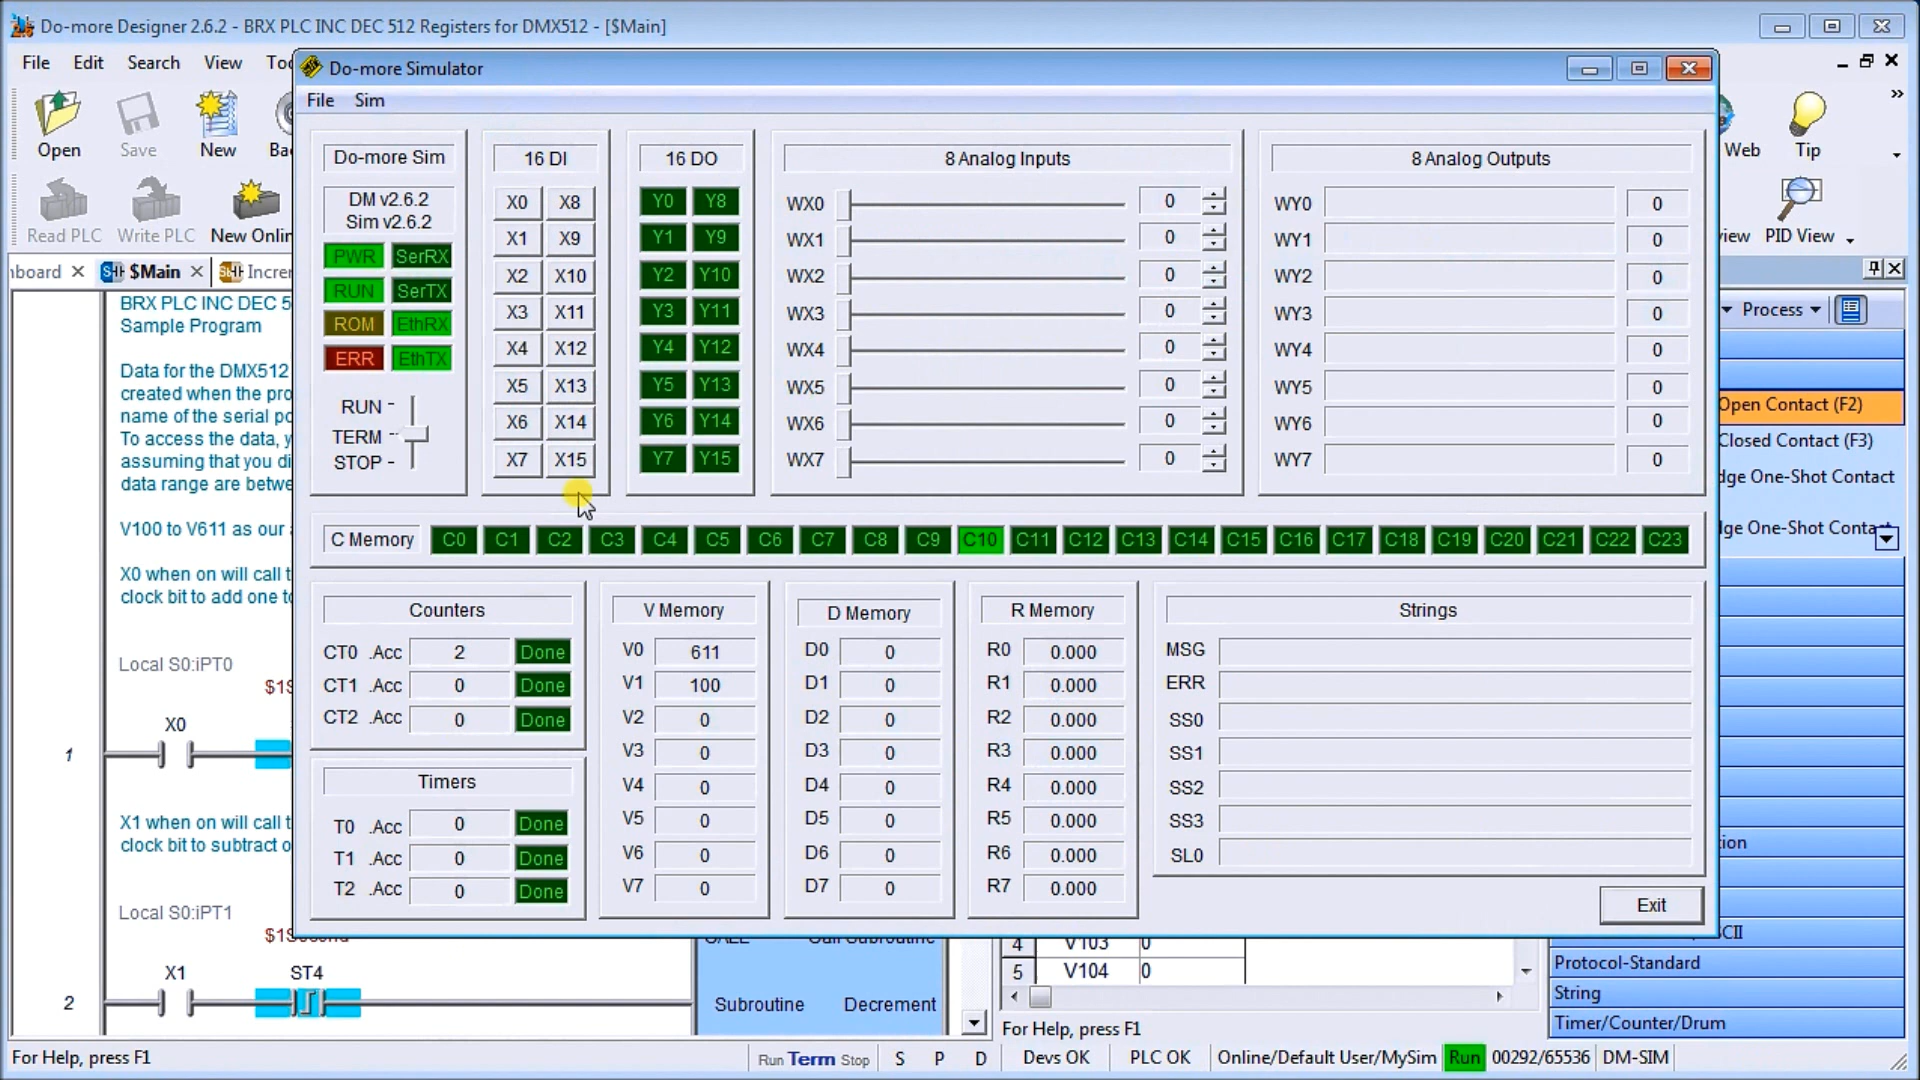 Do-more Designer 2.6.2 - BRX PLC INC DEC 512 Registers for DMX512 - [$Main]
File Edit Search View
Do-more Simulator
File Sim
Open Save New
Web Tip
Read PLC Write PLC
PID View
$Main
Do-more Sim
DM v2.6.2
Sim v2.6.2
PWR SerRX
RUN SerTX
ROM EthRX
ERR EthTX
RUN
TERM
STOP
16 DI
X0 X8
X1 X9
X2 X10
X3 X11
X4 X12
X5 X13
X6 X14
X7 X15
16 DO
Y0 Y8
Y1 Y9
Y2 Y10
Y3 Y11
Y4 Y12
Y5 Y13
Y6 Y14
Y7 Y15
8 Analog Inputs
WX0 0
WX1 0
WX2 0
WX3 0
WX4 0
WX5 0
WX6 0
WX7 0
8 Analog Outputs
WY0 0
WY1 0
WY2 0
WY3 0
WY4 0
WY5 0
WY6 0
WY7 0
C Memory C0 C1 C2 C3 C4 C5 C6 C7 C8 C9 C10 C11 C12 C13 C14 C15 C16 C17 C18 C19 C20 C21 C22 C23
Counters
CT0 .Acc 2 Done
CT1 .Acc 0 Done
CT2 .Acc 0 Done
Timers
T0 .Acc 0 Done
T1 .Acc 0 Done
T2 .Acc 0 Done
V Memory
V0 611
V1 100
V2 0
V3 0
V4 0
V5 0
V6 0
V7 0
D Memory
D0 0
D1 0
D2 0
D3 0
D4 0
D5 0
D6 0
D7 0
R Memory
R0 0.000
R1 0.000
R2 0.000
R3 0.000
R4 0.000
R5 0.000
R6 0.000
R7 0.000
Strings
MSG
ERR
SS0
SS1
SS2
SS3
SL0
Exit
BRX PLC INC DEC 5
Sample Program
Data for the DMX512
created when the pro
name of the serial po
To access the data, y
assuming that you di
data range are betwe
V100 to V611 as our
X0 when on will call t
clock bit to add one to
Local S0:iPT0
X0
1
X1 when on will call t
clock bit to subtract o
Local S0:iPT1
X1 ST4
2
Process
Open Contact (F2)
Closed Contact (F3)
dge One-Shot Contact
Protocol-Standard
String
Timer/Counter/Drum
CALL Call Subroutine
Subroutine Decrement
4 V103 0
5 V104 0
For Help, press F1
For Help, press F1
Run Term Stop S P D Devs OK PLC OK Online/Default User/MySim Run 00292/65536 DM-SIM